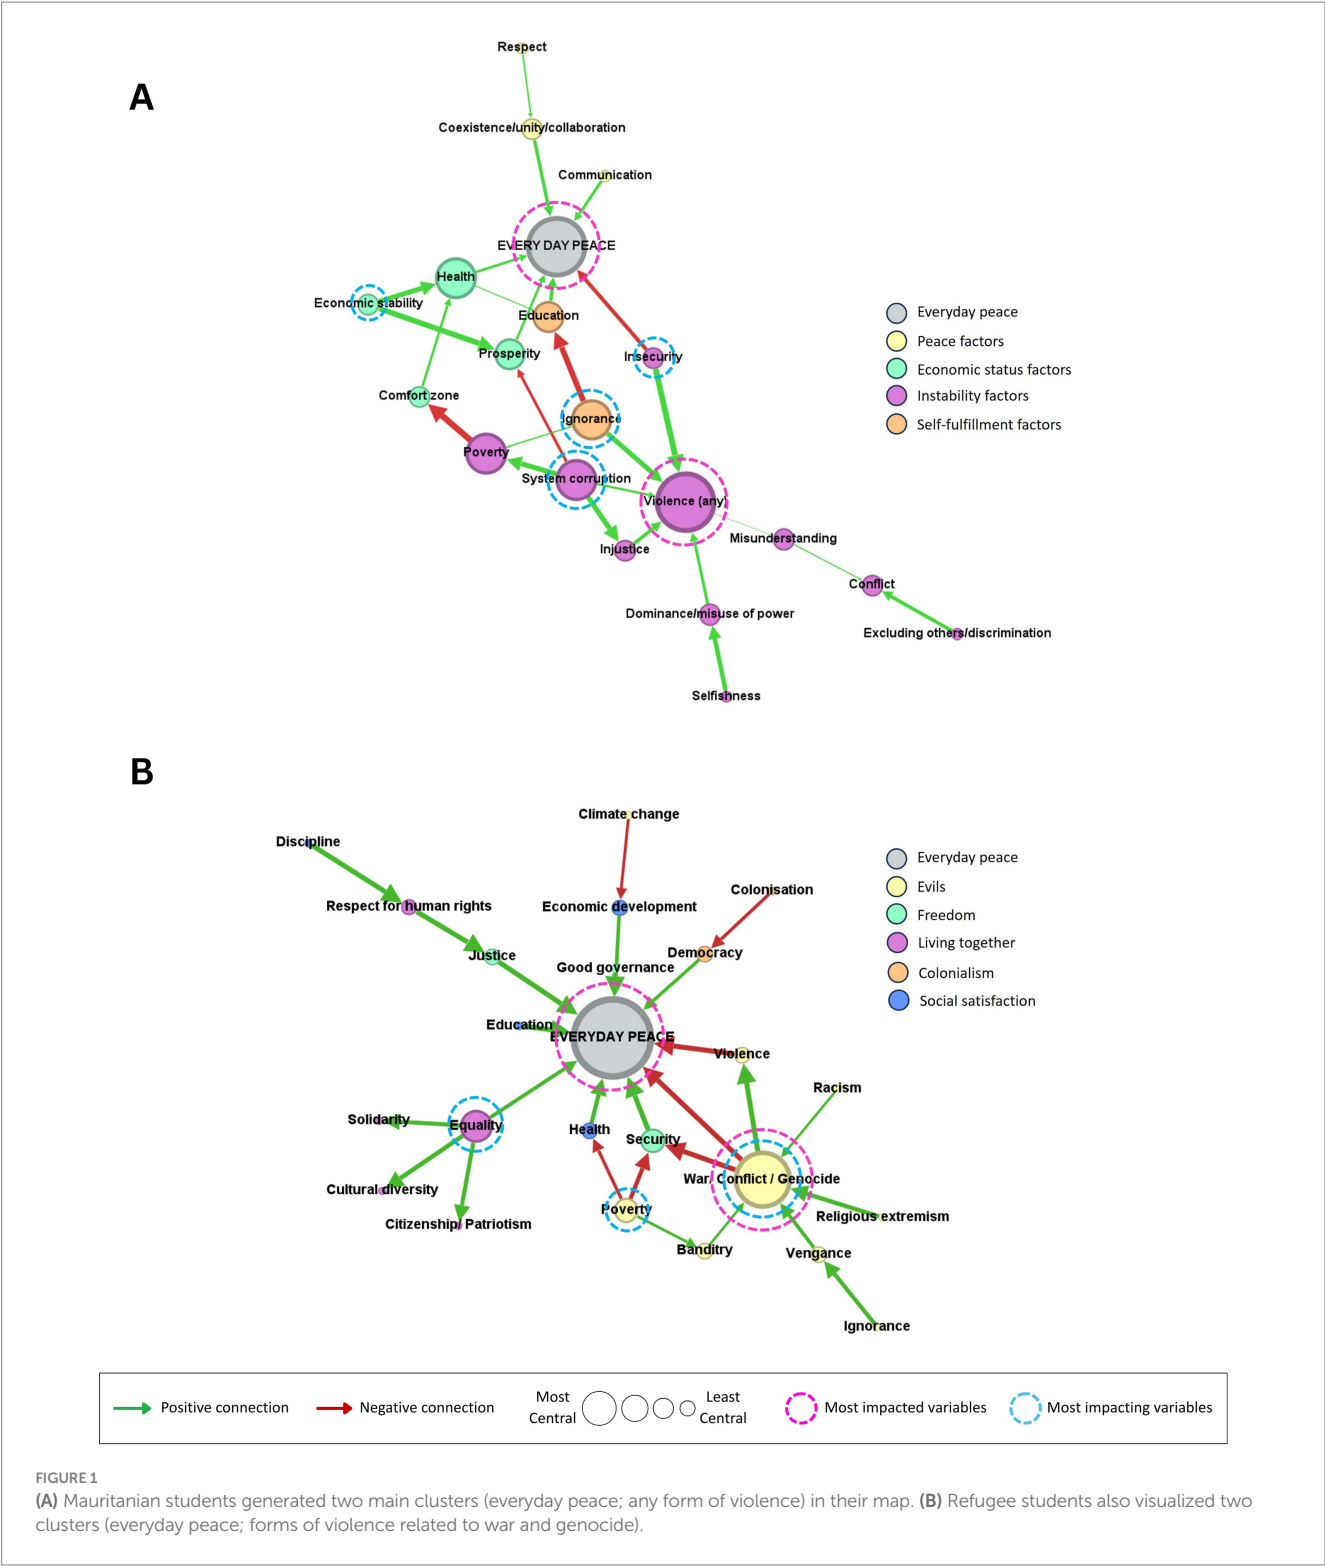 A
Respect
Coexistence/unity/collaboration
Communication
EVERY DAY PEACE
Health
Economic stability
Education
Prosperity
Insecurity
Comfort zone
Ignorance
Poverty
System corruption
Violence (any)
Injustice
Misunderstanding
Conflict
Dominance/misuse of power
Excluding others/discrimination
Selfishness
Everyday peace
Peace factors
Economic status factors
Instability factors
Self-fulfillment factors
B
Climate change
Discipline
Colonisation
Respect for human rights
Economic development
Democracy
Justice
Good governance
Education
EVERYDAY PEACE
Violence
Racism
Solidarity
Equality
Health
Security
War, Conflict / Genocide
Cultural diversity
Poverty
Religious extremism
Citizenship/ Patriotism
Banditry
Vengance
Ignorance
Everyday peace
Evils
Freedom
Living together
Colonialism
Social satisfaction
Positive connection
Negative connection
Most
Central
Least
Central
Most impacted variables
Most impacting variables
FIGURE 1
(A) Mauritanian students generated two main clusters (everyday peace; any form of violence) in their map. (B) Refugee students also visualized two
clusters (everyday peace; forms of violence related to war and genocide).